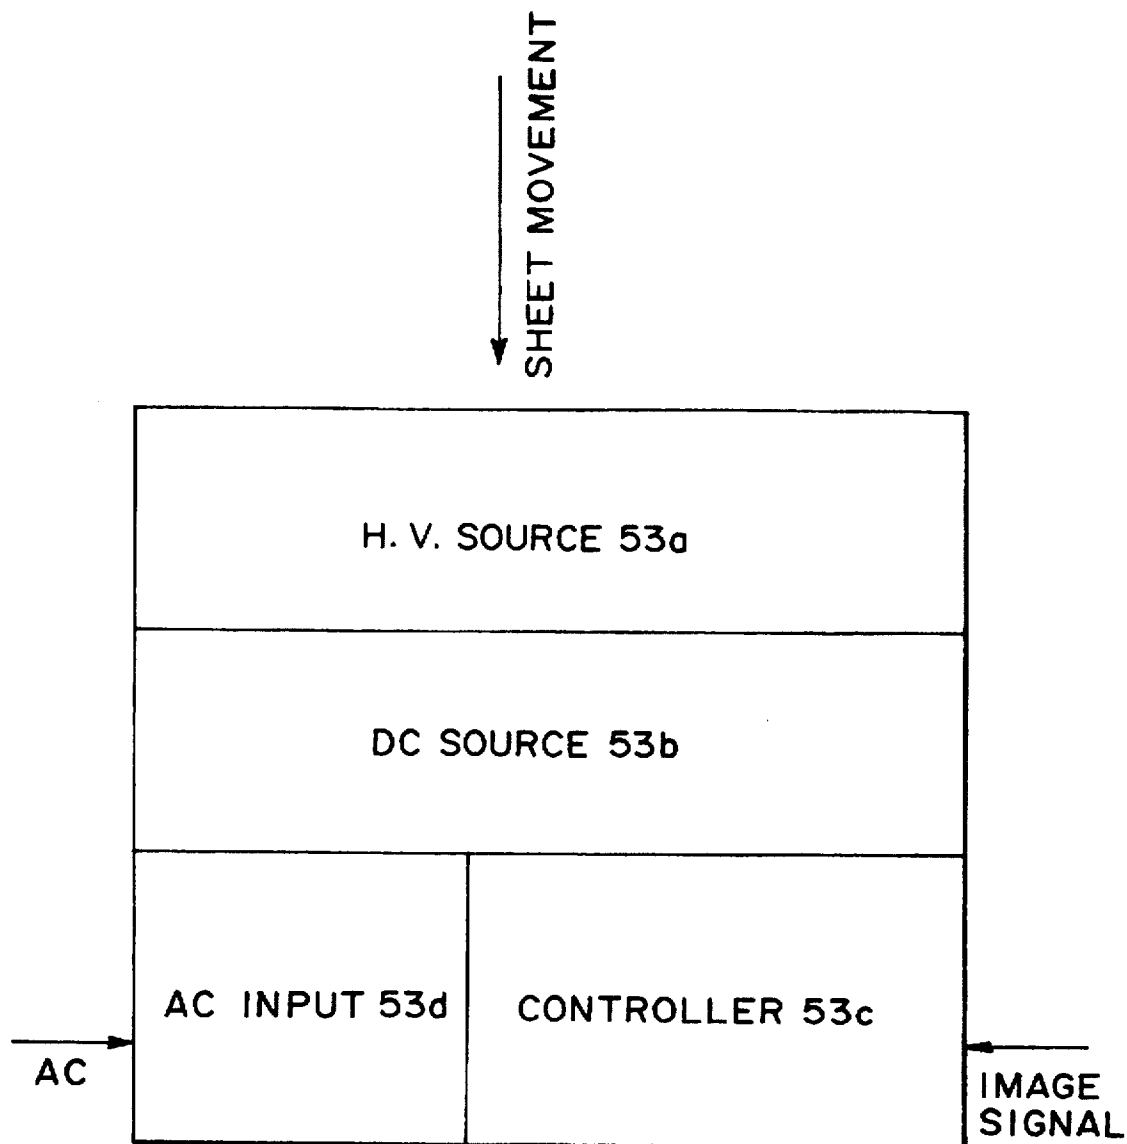 SHEET MOVEMENT
H. V. SOURCE 53a
DC SOURCE 53b
AC INPUT 53d
CONTROLLER 53c
AC
IMAGE
SIGNAL